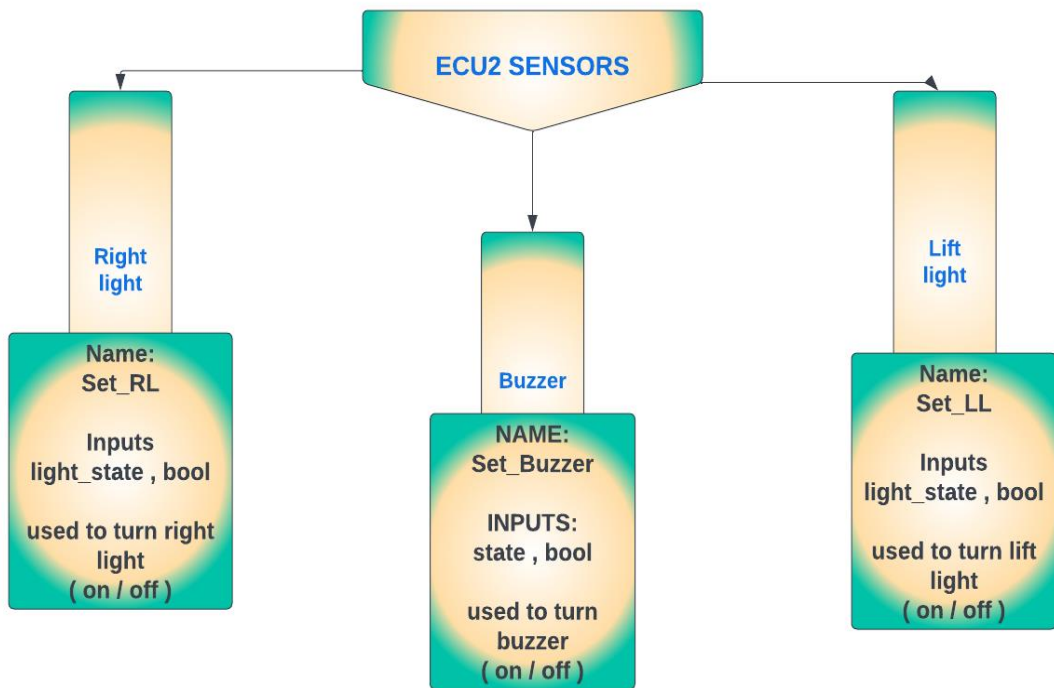 ECU2 SENSORS
Right
light
Name:
Set_RL
Inputs
light_state , bool
used to turn right
light
( on / off )
Buzzer
NAME:
Set_Buzzer
INPUTS:
state , bool
used to turn
buzzer
( on / off )
Lift
light
Name:
Set_LL
Inputs
light_state , bool
used to turn lift
light
( on / off )